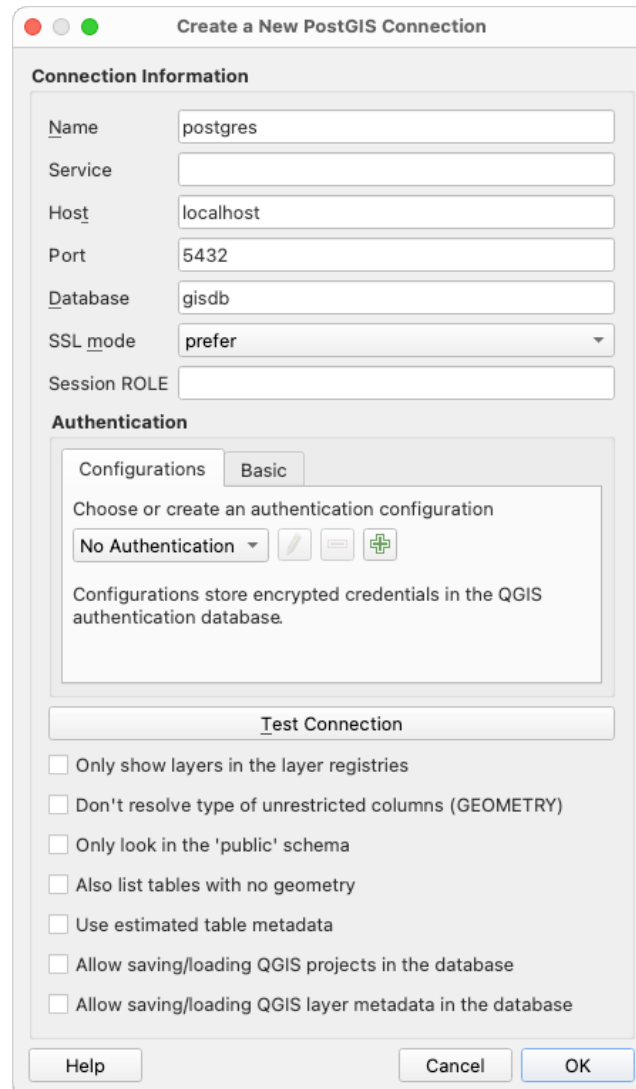 Create a New PostGIS Connection
Connection Information
Name postgres
Service
Host localhost
Port 5432
Database gisdb
SSL mode prefer
Session ROLE
Authentication
Configurations Basic
Choose or create an authentication configuration
No Authentication
Configurations store encrypted credentials in the QGIS
authentication database.
Test Connection
Only show layers in the layer registries
Don't resolve type of unrestricted columns (GEOMETRY)
Only look in the 'public' schema
Also list tables with no geometry
Use estimated table metadata
Allow saving/loading QGIS projects in the database
Allow saving/loading QGIS layer metadata in the database
Help Cancel OK